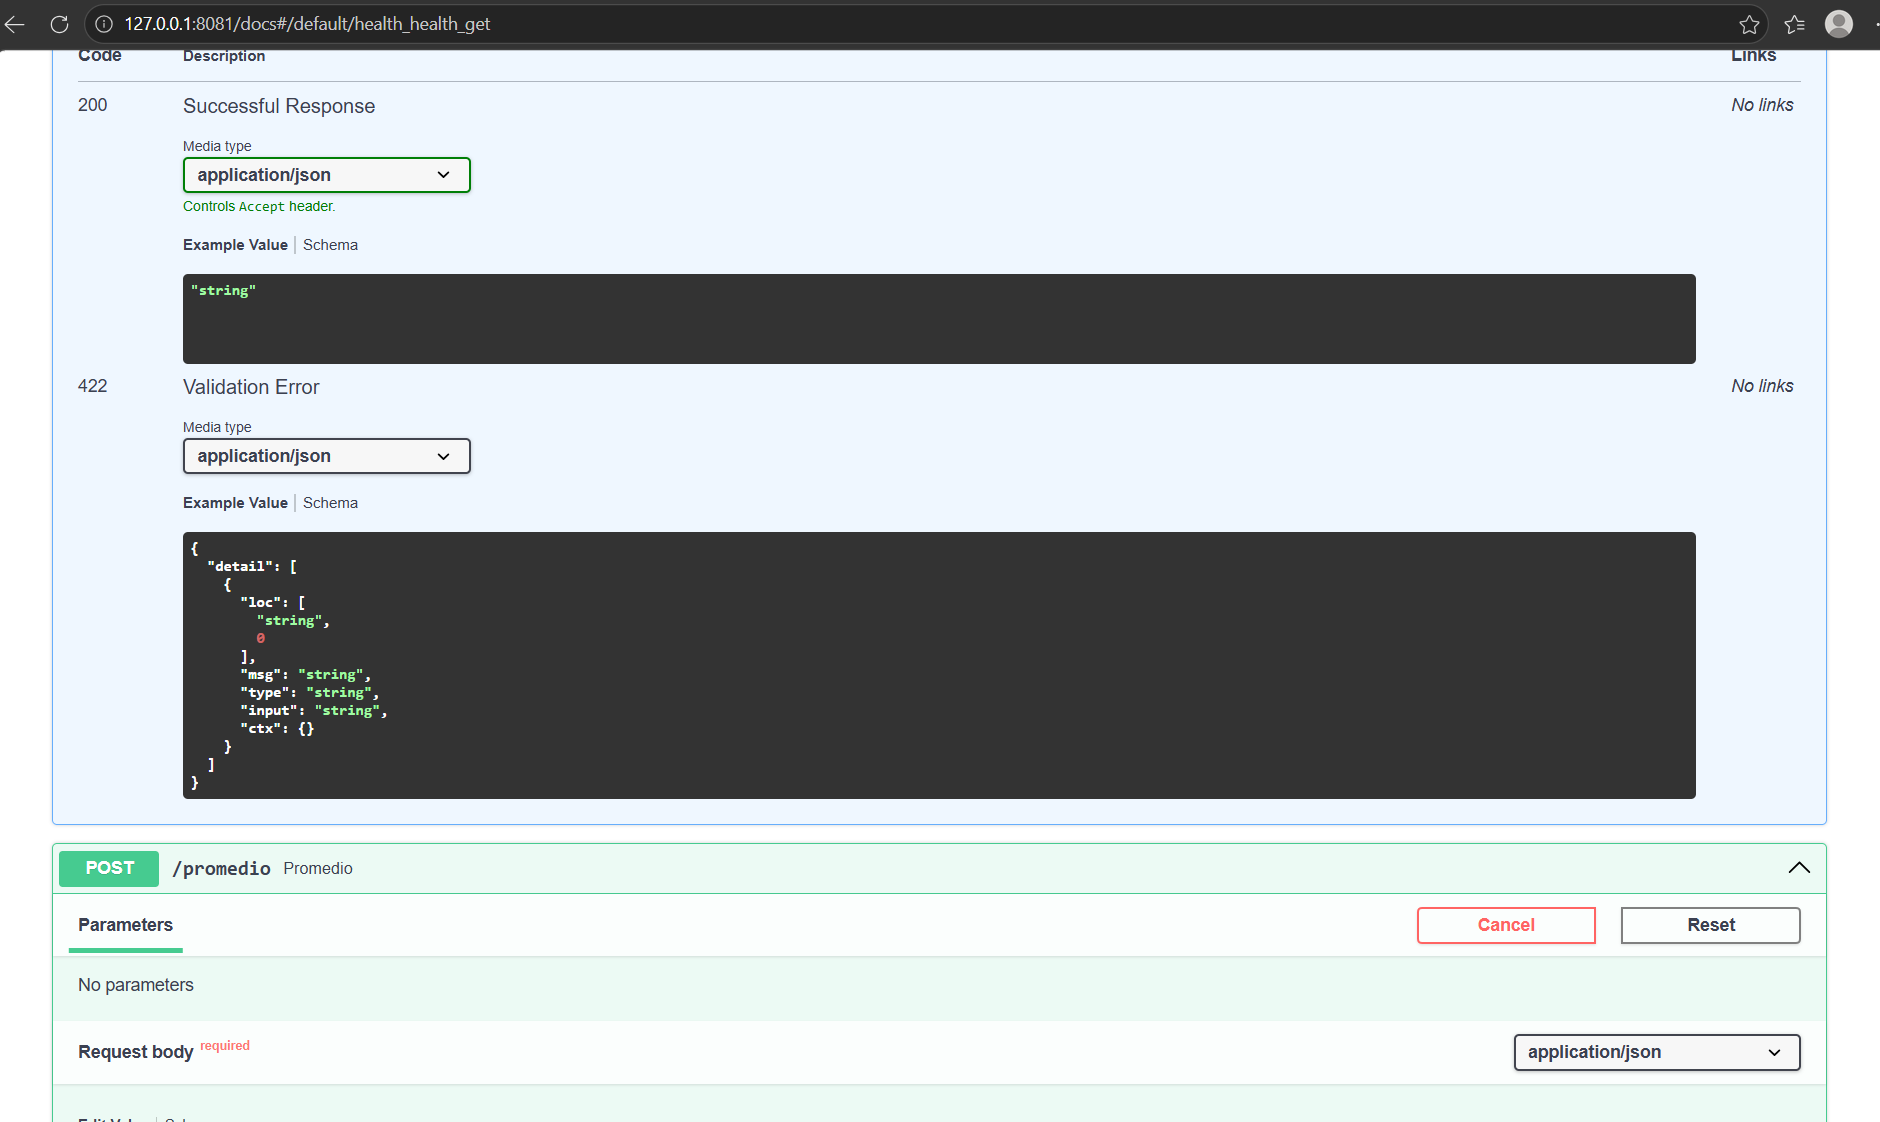 127.0.0.1:8081/docs#/default/health_health_get
Code Description Links
200 Successful Response No links
Media type
application/json
Controls Accept header.
Example Value Schema
"string"
422 Validation Error No links
Media type
application/json
Example Value Schema
{
  "detail": [
    {
      "loc": [
        "string",
        0
      ],
      "msg": "string",
      "type": "string",
      "input": "string",
      "ctx": {}
    }
  ]
}
POST /promedio Promedio
Parameters Cancel Reset
No parameters
Request body required application/json